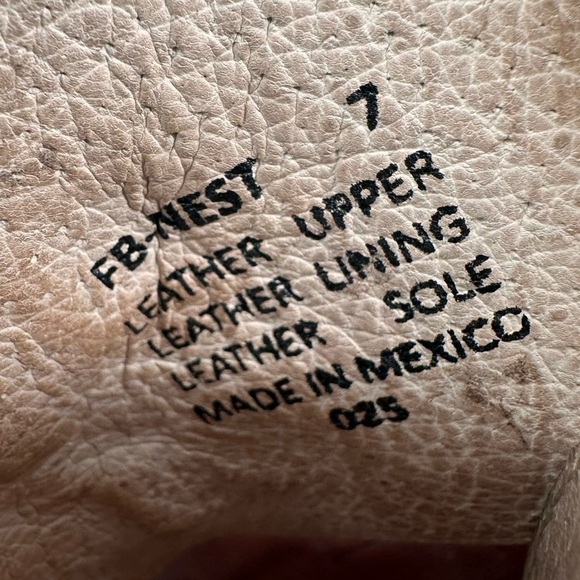 FB-NEST 7
LEATHER UPPER
LEATHER LINING
LEATHER SOLE
MADE IN MEXICO
025